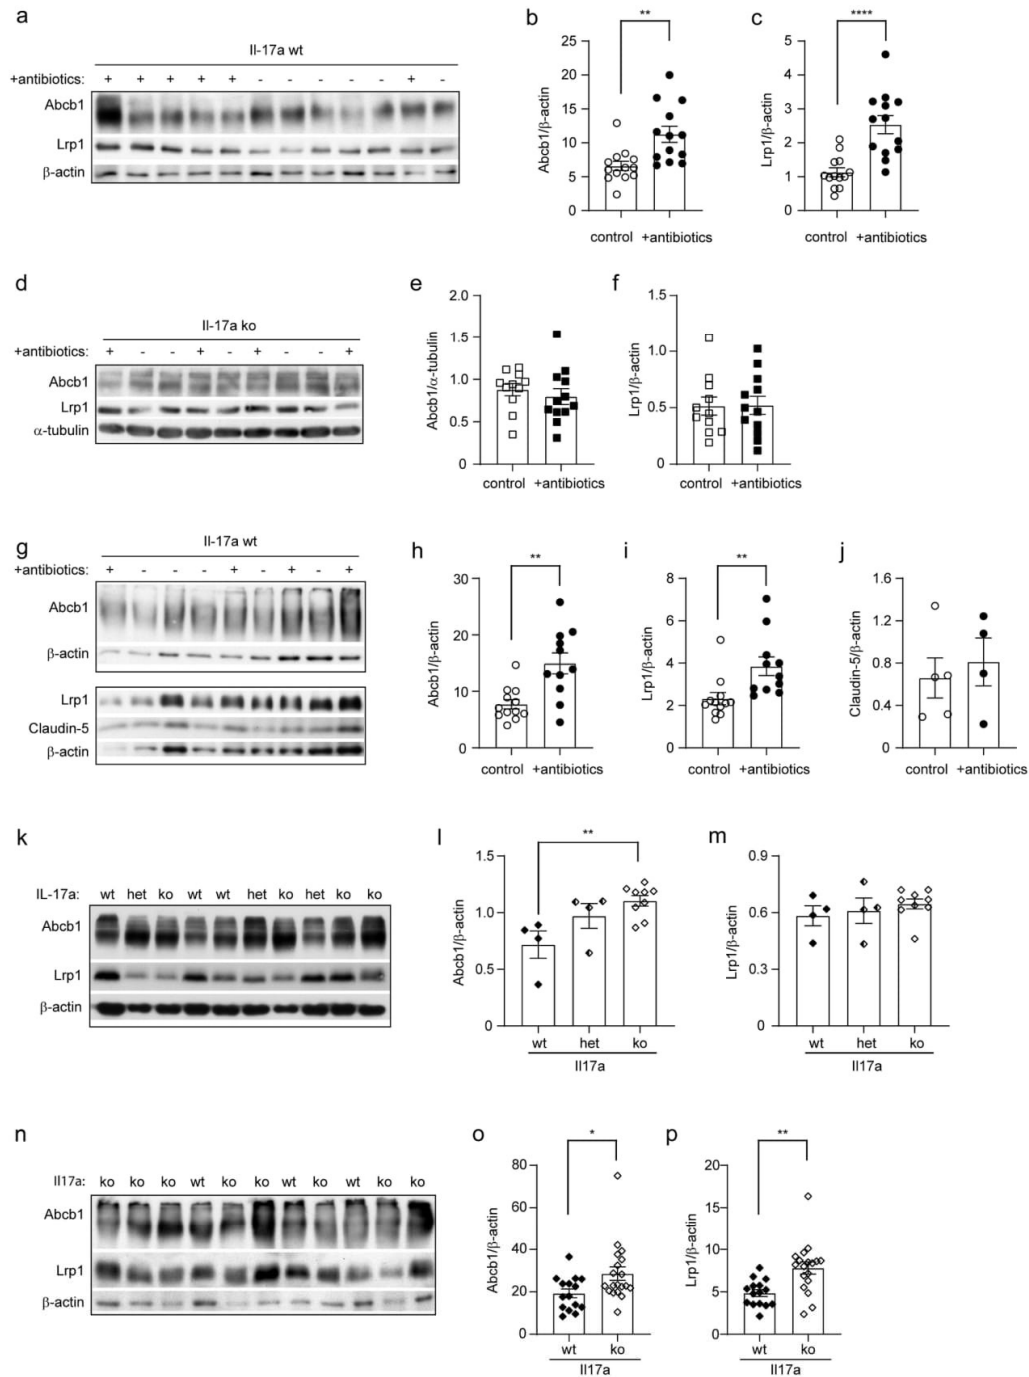 a
Il-17a wt
+antibiotics: + + + + + - - - - - + -
Abcb1
Lrp1
β-actin
b
**
Abcb1/β-actin
25
20
15
10
5
0
control +antibiotics
c
****
Lrp1/β-actin
5
4
3
2
1
0
control +antibiotics
d
Il-17a ko
+antibiotics: + - - + - + - - +
Abcb1
Lrp1
α-tubulin
e
Abcb1/α-tubulin
2.0
1.5
1.0
0.5
0
control +antibiotics
f
Lrp1/β-actin
1.5
1.0
0.5
0
control +antibiotics
g
Il-17a wt
+antibiotics: + - - - + - + - +
Abcb1
β-actin
Lrp1
Claudin-5
β-actin
h
**
Abcb1/β-actin
30
20
10
0
control +antibiotics
i
**
Lrp1/β-actin
8
6
4
2
0
control +antibiotics
j
Claudin-5/β-actin
1.6
1.2
0.8
0.4
0
control +antibiotics
k
IL-17a: wt het ko wt wt het ko het ko ko
Abcb1
Lrp1
β-actin
l
**
Abcb1/β-actin
1.5
1.0
0.5
0
wt het ko
Il17a
m
Lrp1/β-actin
0.9
0.6
0.3
0
wt het ko
Il17a
n
Il17a: ko ko ko wt ko ko wt ko wt ko ko
Abcb1
Lrp1
β-actin
o
*
Abcb1/β-actin
80
60
40
20
0
wt ko
Il17a
p
**
Lrp1/β-actin
20
15
10
5
0
wt ko
Il17a